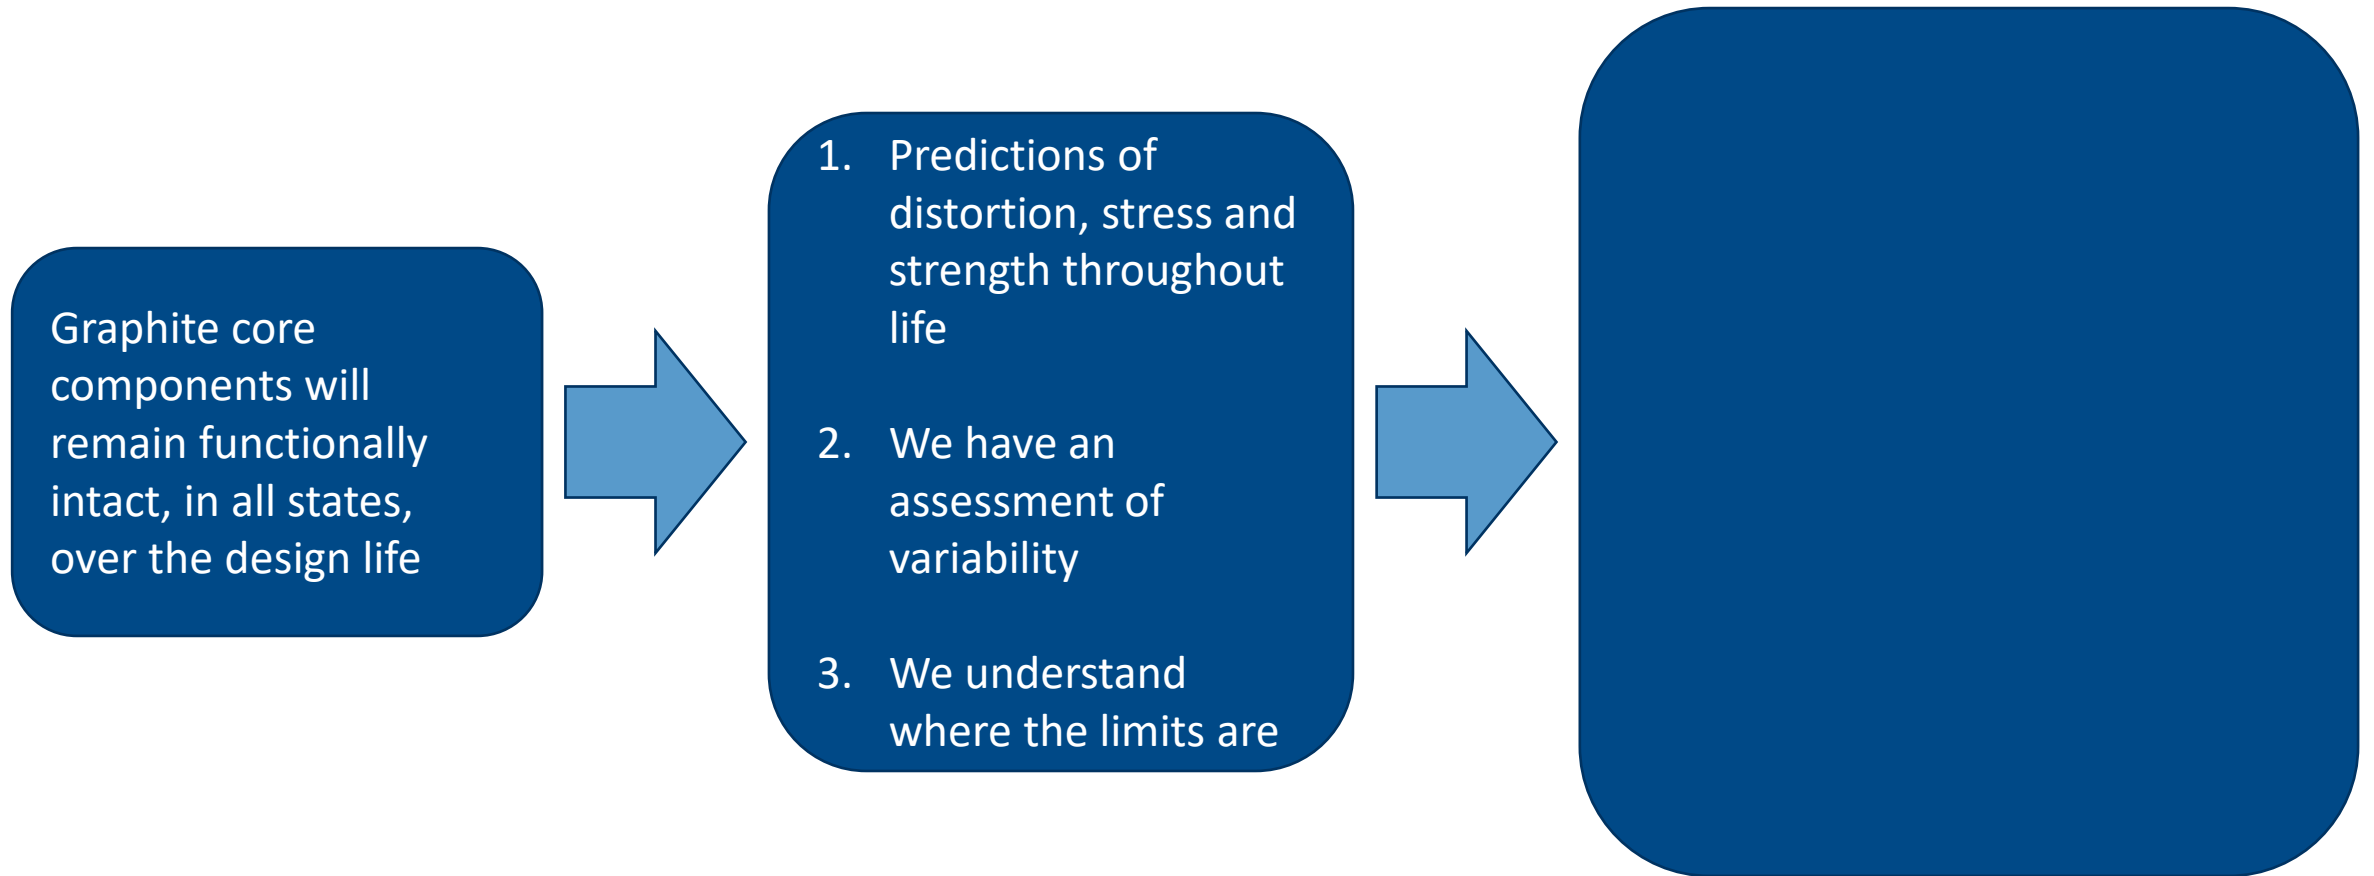 Graphite core
components will
remain functionally
intact, in all states,
over the design life
1. Predictions of
distortion, stress and
strength throughout
life
2. We have an
assessment of
variability
3. We understand
where the limits are